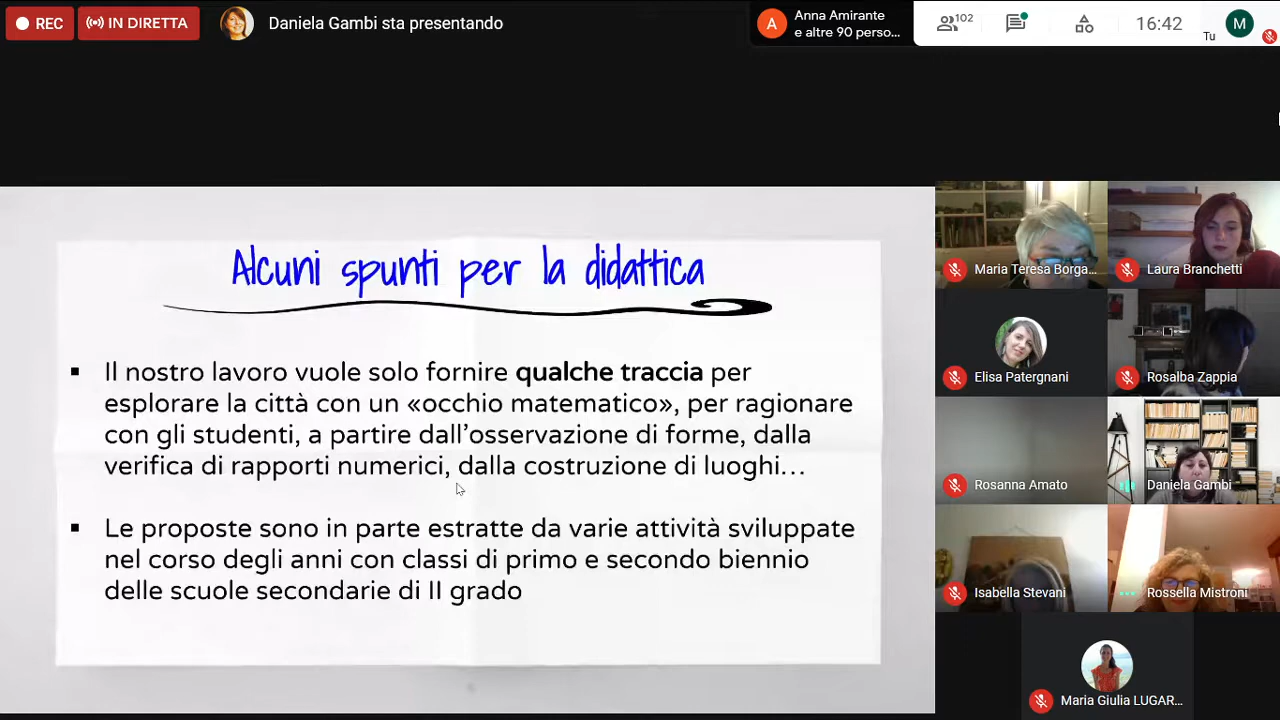 REC
IN DIRETTA
Daniela Gambi sta presentando
A
Anna Amirante
e altre 90 perso...
102
16:42
Tu
M
Alcuni spunti per la didattica
▪ Il nostro lavoro vuole solo fornire qualche traccia per
esplorare la città con un «occhio matematico», per ragionare
con gli studenti, a partire dall’osservazione di forme, dalla
verifica di rapporti numerici, dalla costruzione di luoghi…
▪ Le proposte sono in parte estratte da varie attività sviluppate
nel corso degli anni con classi di primo e secondo biennio
delle scuole secondarie di II grado
Maria Teresa Borga...
Laura Branchetti
Elisa Patergnani
Rosalba Zappia
Rosanna Amato
Daniela Gambi
Isabella Stevani
Rossella Mistroni
Maria Giulia LUGAR...